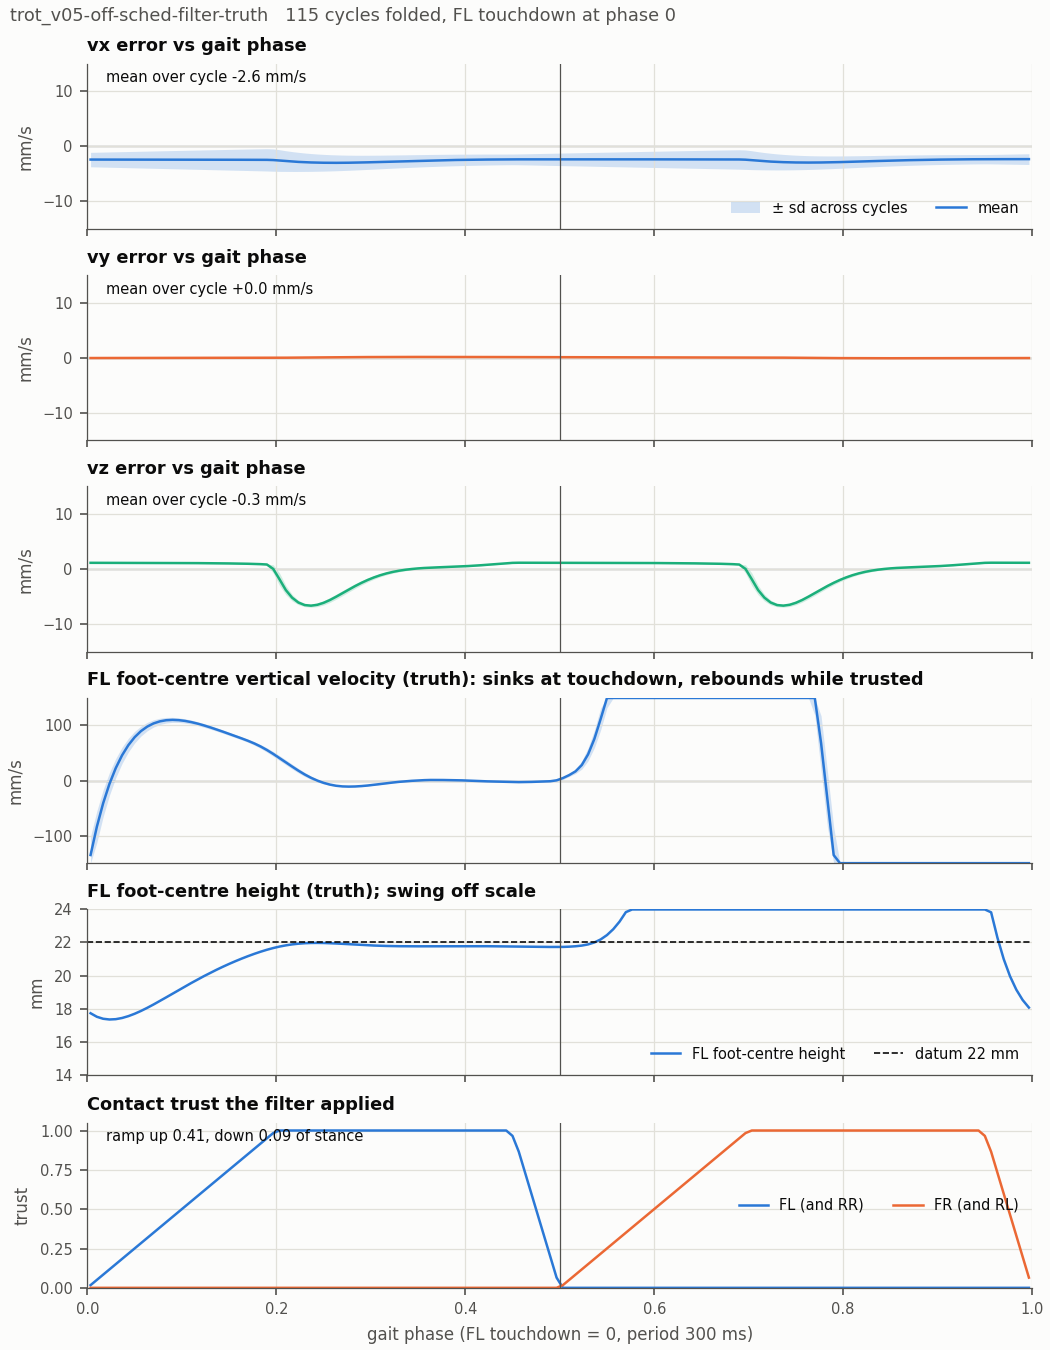 trot_v05-off-sched-filter-truth   115 cycles folded, FL touchdown at phase 0
vx error vs gait phase
mean over cycle -2.6 mm/s
10
0
−10
mm/s
± sd across cycles
mean
vy error vs gait phase
mean over cycle +0.0 mm/s
10
0
−10
mm/s
vz error vs gait phase
mean over cycle -0.3 mm/s
10
0
−10
mm/s
FL foot-centre vertical velocity (truth): sinks at touchdown, rebounds while trusted
100
0
−100
mm/s
FL foot-centre height (truth); swing off scale
24
22
20
18
16
14
mm
FL foot-centre height
datum 22 mm
Contact trust the filter applied
ramp up 0.41, down 0.09 of stance
1.00
0.75
0.50
0.25
0.00
trust
FL (and RR)
FR (and RL)
0.0 0.2 0.4 0.6 0.8 1.0
gait phase (FL touchdown = 0, period 300 ms)